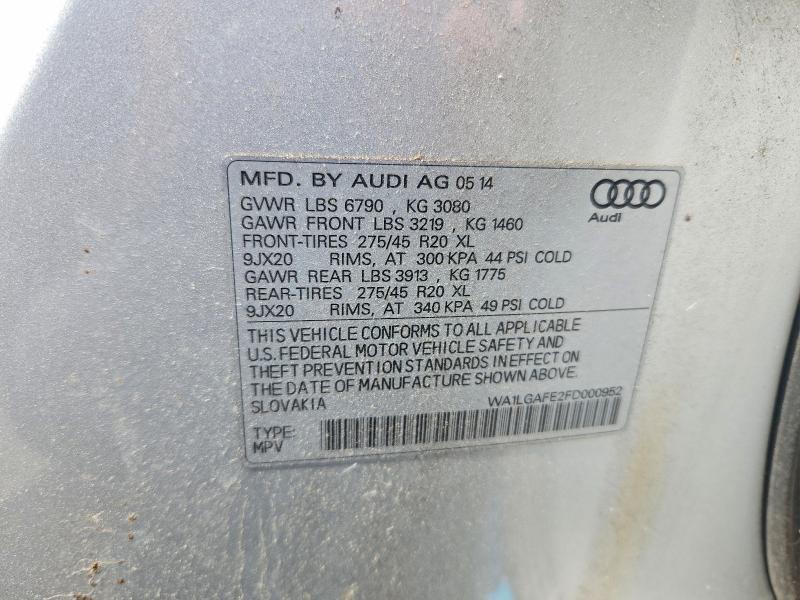 MFD. BY AUDI AG 05 14
Audi
GVWR LBS 6790 , KG 3080
GAWR FRONT LBS 3219 , KG 1460
FRONT-TIRES 275/45 R20 XL
9JX20 RIMS, AT 300 KPA 44 PSI COLD
GAWR REAR LBS 3913 , KG 1775
REAR-TIRES 275/45 R20 XL
9JX20 RIMS, AT 340 KPA 49 PSI COLD
THIS VEHICLE CONFORMS TO ALL APPLICABLE
U.S. FEDERAL MOTOR VEHICLE SAFETY AND
THEFT PREVENTION STANDARDS IN EFFECT ON
THE DATE OF MANUFACTURE SHOWN ABOVE.
SLOVAKIA WA1LGAFE2FD000952
TYPE:
MPV